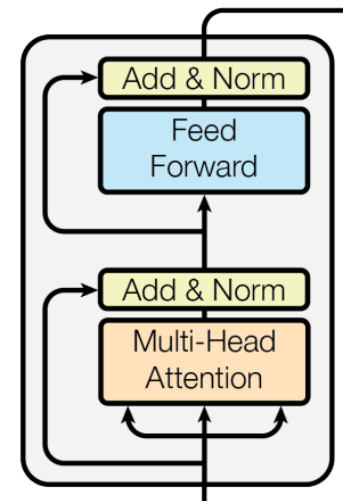 Add & Norm
Feed
Forward
Add & Norm
Multi-Head
Attention